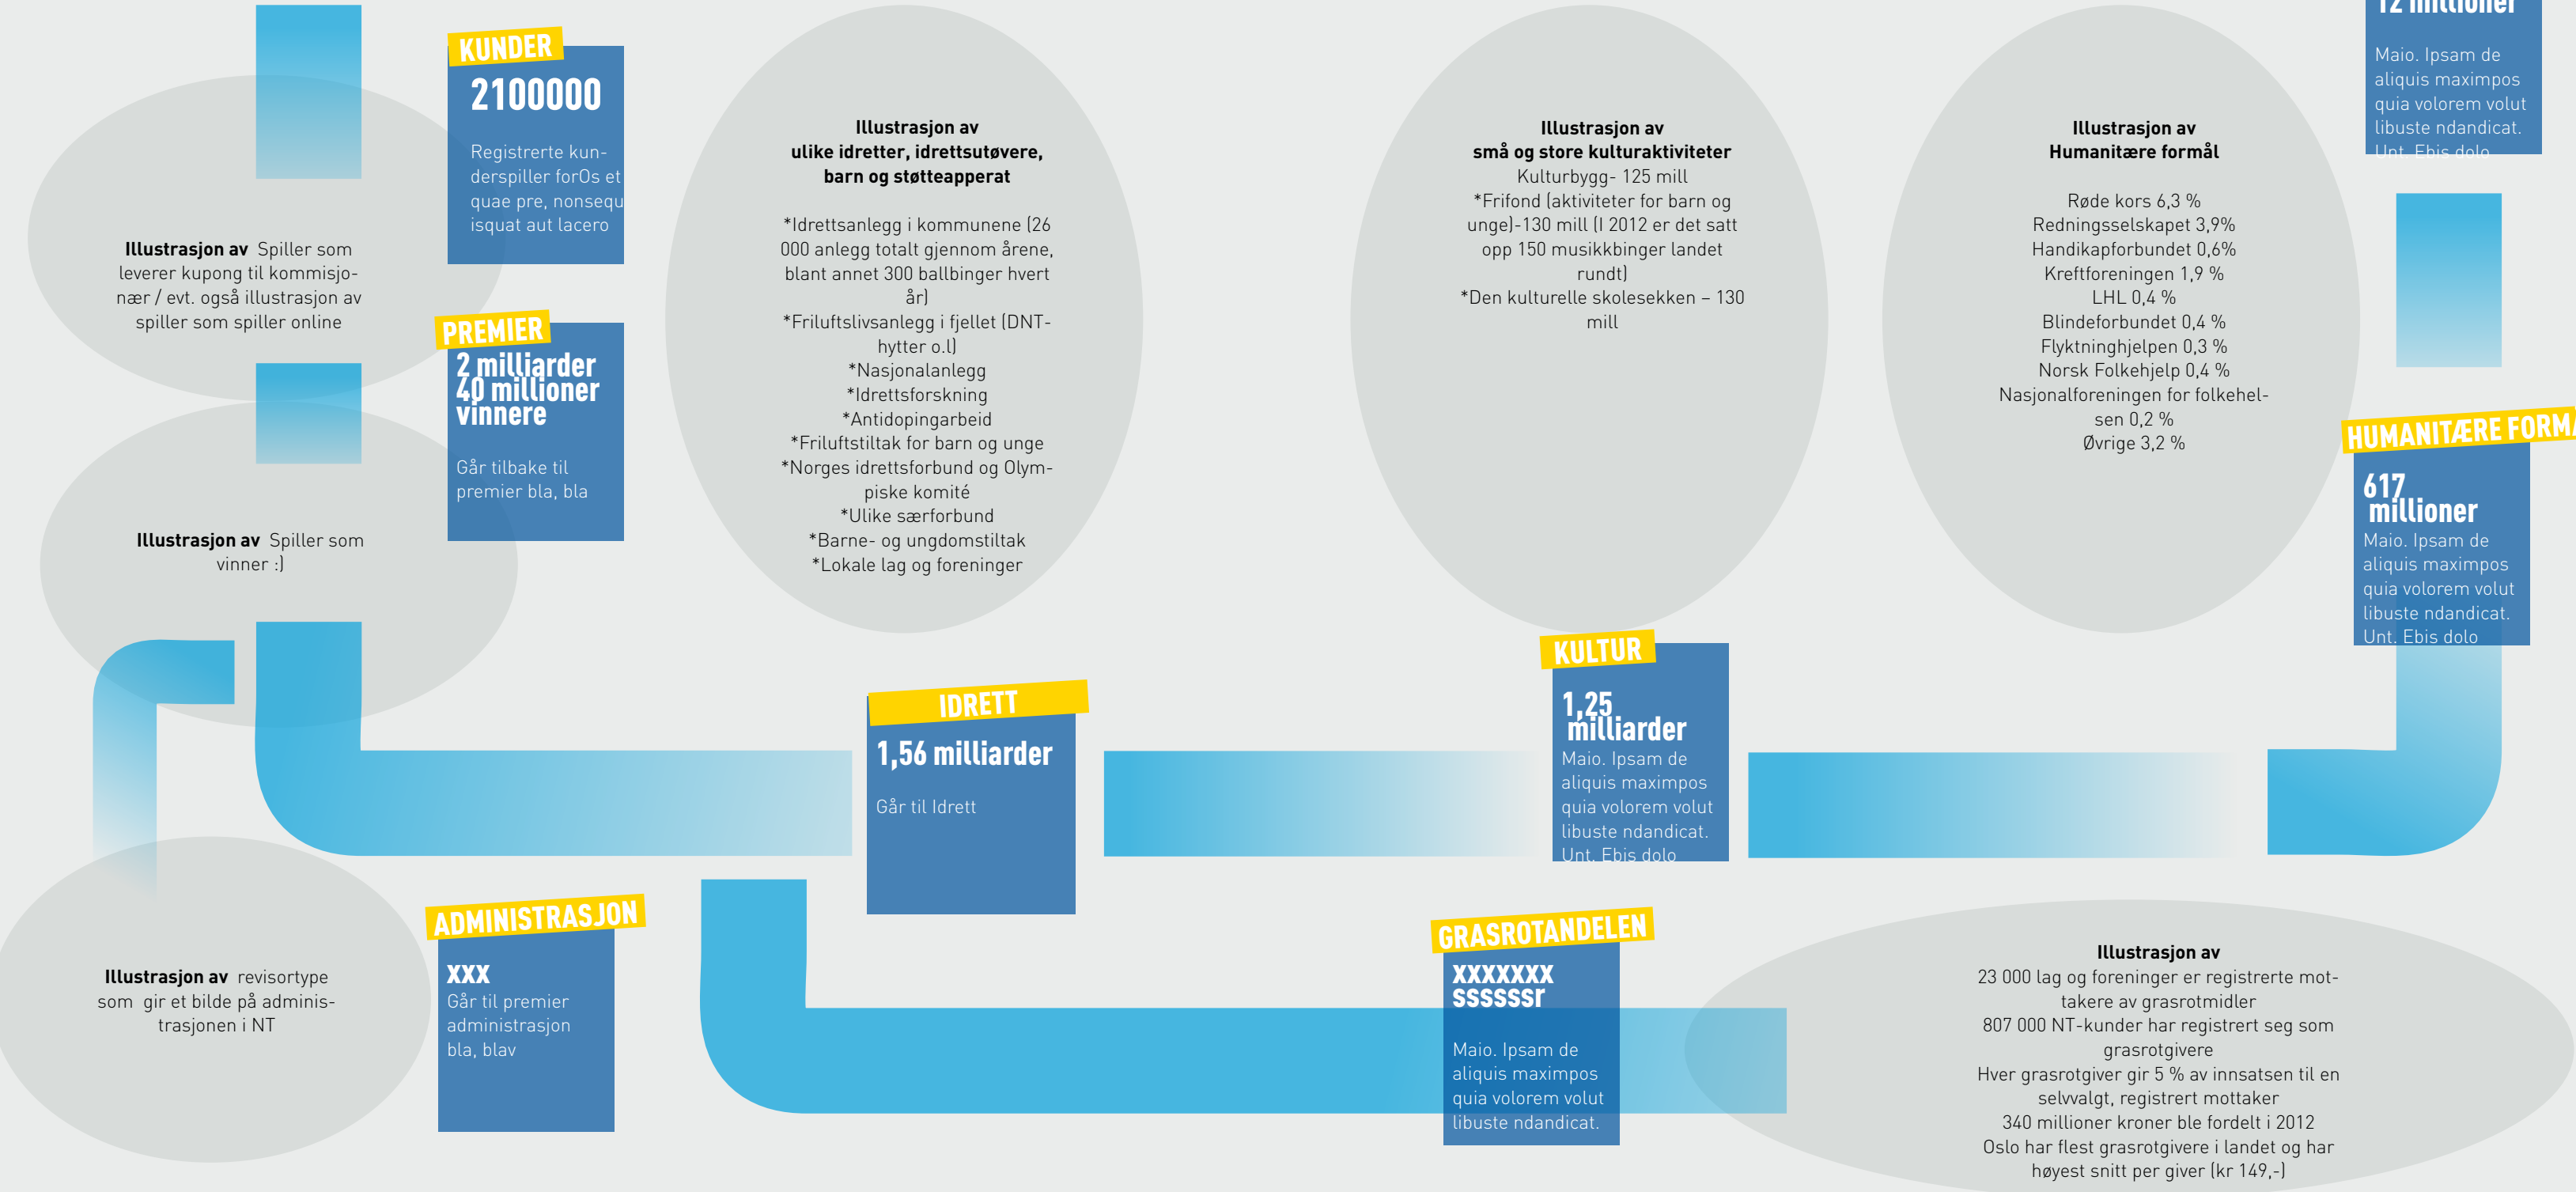 KUNDER
2100000
Registrerte kun-
derspiller forOs et
quae pre, nonsequ
isquat aut lacero
Illustrasjon av Spiller som
leverer kupong til kommisjo-
nær / evt. også illustrasjon av
spiller som spiller online
PREMIER
2 milliarder
40 millioner
vinnere
Går tilbake til
premier bla, bla
Illustrasjon av Spiller som
vinner :)
Illustrasjon av
ulike idretter, idrettsutøvere,
barn og støtteapperat
*Idrettsanlegg i kommunene (26
000 anlegg totalt gjennom årene,
blant annet 300 ballbinger hvert
år)
*Friluftslivsanlegg i fjellet (DNT-
hytter o.l)
*Nasjonalanlegg
*Idrettsforskning
*Antidopingarbeid
*Friluftstiltak for barn og unge
*Norges idrettsforbund og Olym-
piske komité
*Ulike særforbund
*Barne- og ungdomstiltak
*Lokale lag og foreninger
Illustrasjon av
små og store kulturaktiviteter
Kulturbygg- 125 mill
*Frifond (aktiviteter for barn og
unge)-130 mill (I 2012 er det satt
opp 150 musikkbinger landet
rundt)
*Den kulturelle skolesekken – 130
mill
Illustrasjon av
Humanitære formål
Røde kors 6,3 %
Redningsselskapet 3,9%
Handikapforbundet 0,6%
Kreftforeningen 1,9 %
LHL 0,4 %
Blindeforbundet 0,4 %
Flyktninghjelpen 0,3 %
Norsk Folkehjelp 0,4 %
Nasjonalforeningen for folkehel-
sen 0,2 %
Øvrige 3,2 %
12 millioner
Maio. Ipsam de
aliquis maximpos
quia volorem volut
libuste ndandicat.
Unt. Ebis dolo
HUMANITÆRE FORMÅ
617
millioner
Maio. Ipsam de
aliquis maximpos
quia volorem volut
libuste ndandicat.
Unt. Ebis dolo
IDRETT
1,56 milliarder
Går til Idrett
KULTUR
1,25
milliarder
Maio. Ipsam de
aliquis maximpos
quia volorem volut
libuste ndandicat.
Unt. Ebis dolo
Illustrasjon av revisortype
som gir et bilde på adminis-
trasjonen i NT
ADMINISTRASJON
xxx
Går til premier
administrasjon
bla, blav
GRASROTANDELEN
xxxxxxx
ssssssr
Maio. Ipsam de
aliquis maximpos
quia volorem volut
libuste ndandicat.
Illustrasjon av
23 000 lag og foreninger er registrerte mot-
takere av grasrotmidler
807 000 NT-kunder har registrert seg som
grasrotgivere
Hver grasrotgiver gir 5 % av innsatsen til en
selvvalgt, registrert mottaker
340 millioner kroner ble fordelt i 2012
Oslo har flest grasrotgivere i landet og har
høyest snitt per giver (kr 149,-)